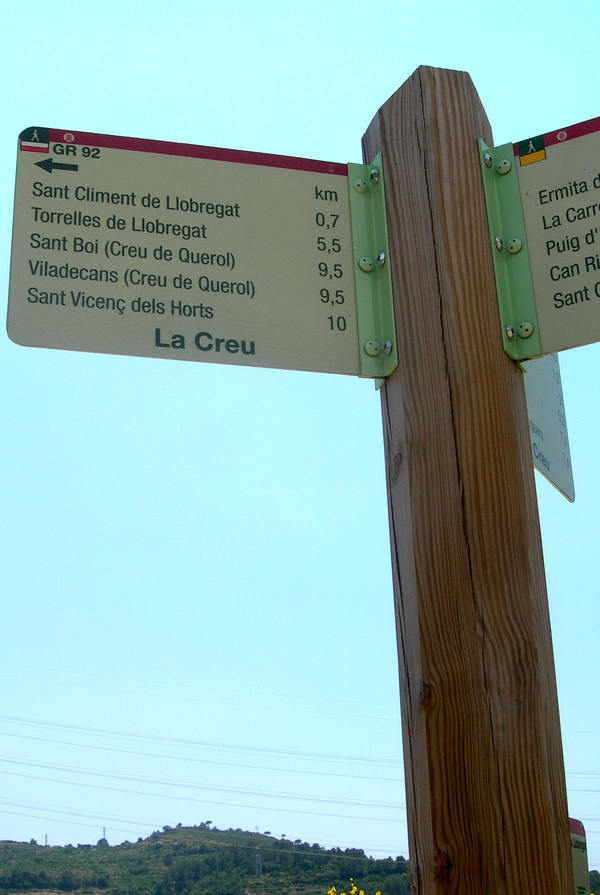 GR 92
km
Sant Climent de Llobregat 0,7
Torrelles de Llobregat 5,5
Sant Boi (Creu de Querol) 9,5
Viladecans (Creu de Querol) 9,5
Sant Vicenç dels Horts 10
La Creu
Ermita d
La Carre
Puig d'
Can Ri
Sant C
Creu